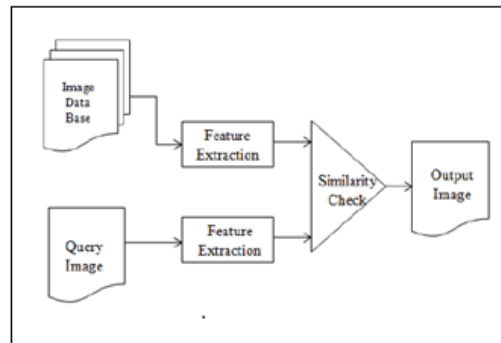 Image
Data
Base
Feature
Extraction
Similarity
Check
Output
Image
Query
Image
Feature
Extraction